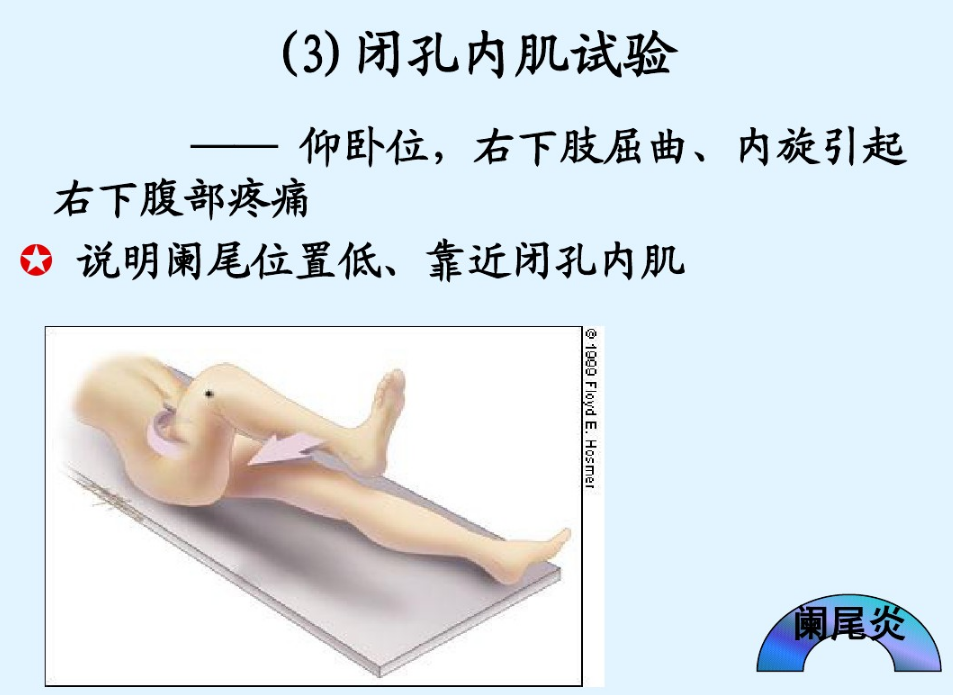 (3) 闭孔内肌试验
—— 仰卧位，右下肢屈曲、内旋引起
右下腹部疼痛
说明阑尾位置低、靠近闭孔内肌
© 1999 Floyd E. Hosmer
阑尾炎